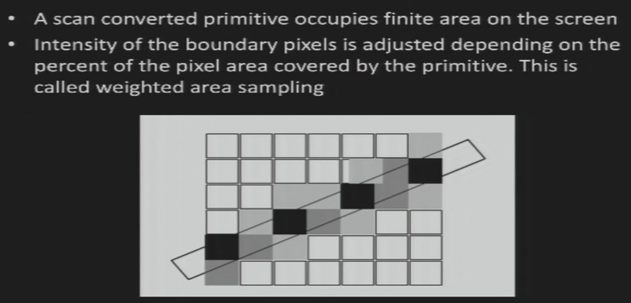 • A scan converted primitive occupies finite area on the screen
• Intensity of the boundary pixels is adjusted depending on the
percent of the pixel area covered by the primitive. This is
called weighted area sampling